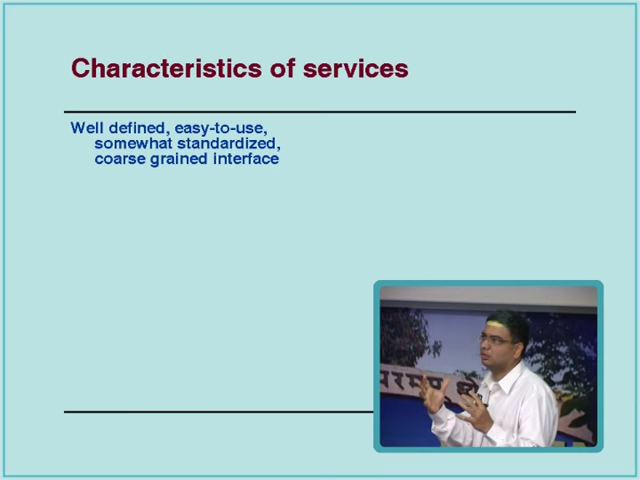 Characteristics of services
Well defined, easy-to-use,
somewhat standardized,
coarse grained interface